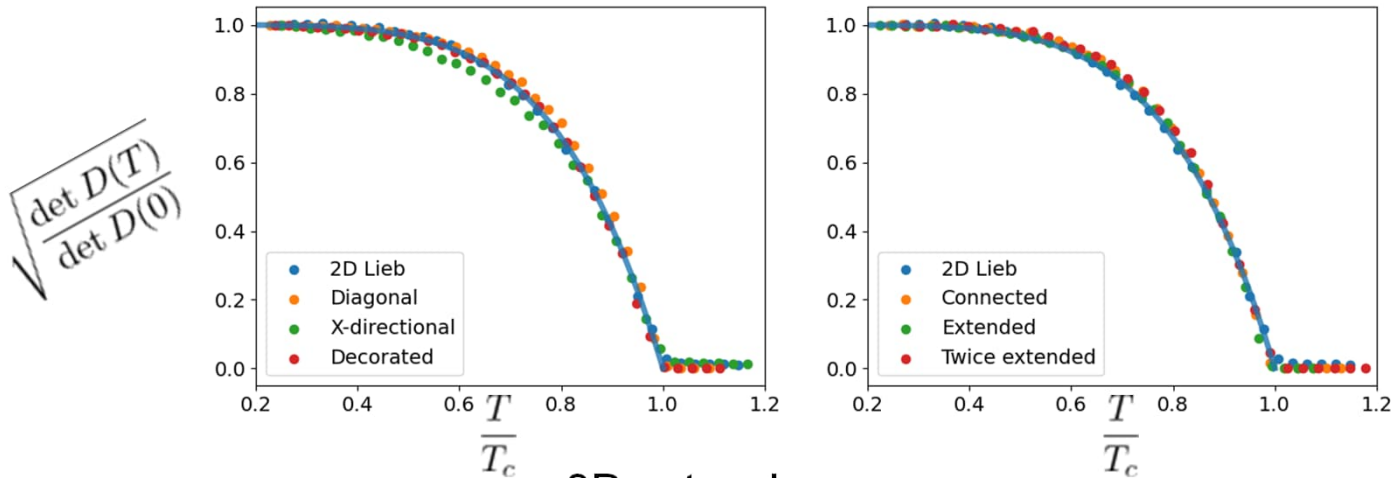 1.0
0.8
0.6
0.4
0.2
0.0
0.2 0.4 0.6 0.8 1.0 1.2
2D Lieb
Diagonal
X-directional
Decorated
√(det D(T) / det D(0))
T
T_c
1.0
0.8
0.6
0.4
0.2
0.0
0.2 0.4 0.6 0.8 1.0 1.2
2D Lieb
Connected
Extended
Twice extended
T
T_c